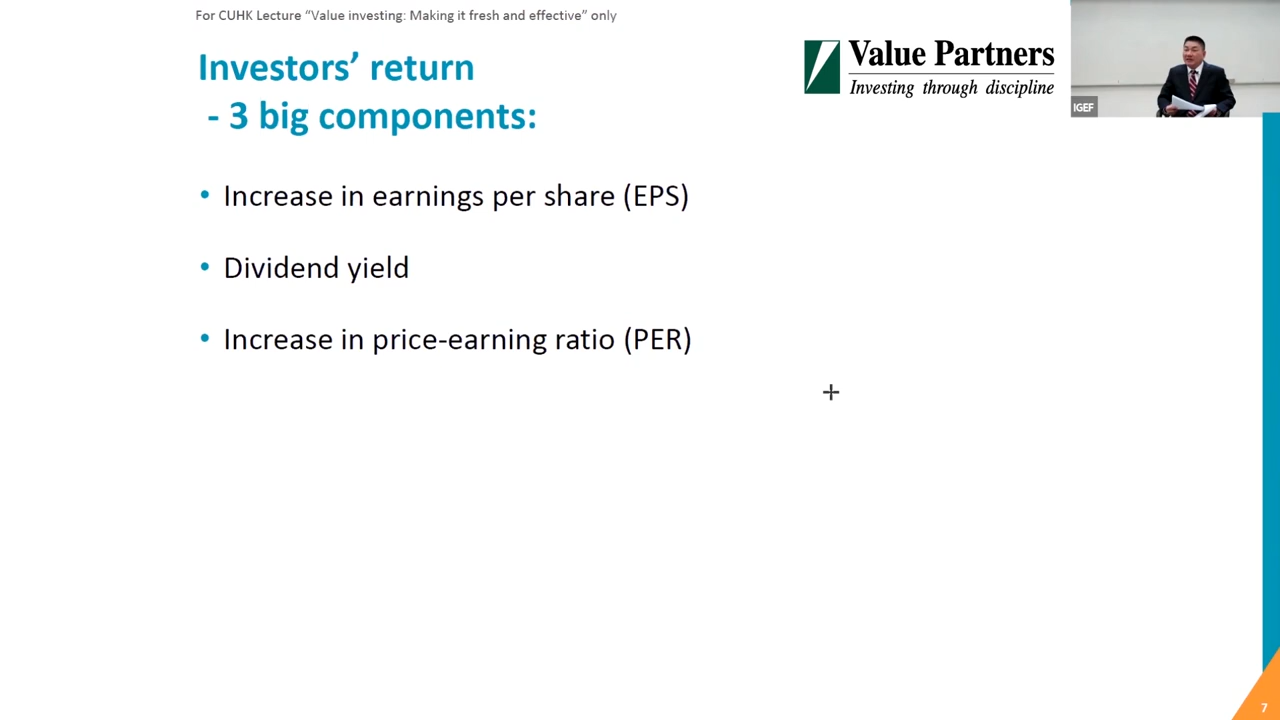 For CUHK Lecture “Value investing: Making it fresh and effective” only
Investors’ return
- 3 big components:
Value Partners
Investing through discipline
IGEF
• Increase in earnings per share (EPS)
• Dividend yield
• Increase in price-earning ratio (PER)
7